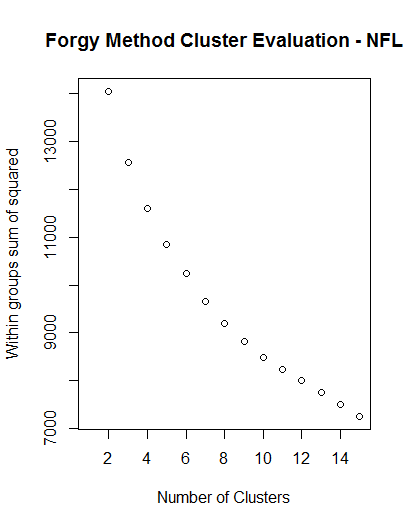 Forgy Method Cluster Evaluation - NFL
Within groups sum of squared
13000
11000
9000
7000
2 4 6 8 10 12 14
Number of Clusters